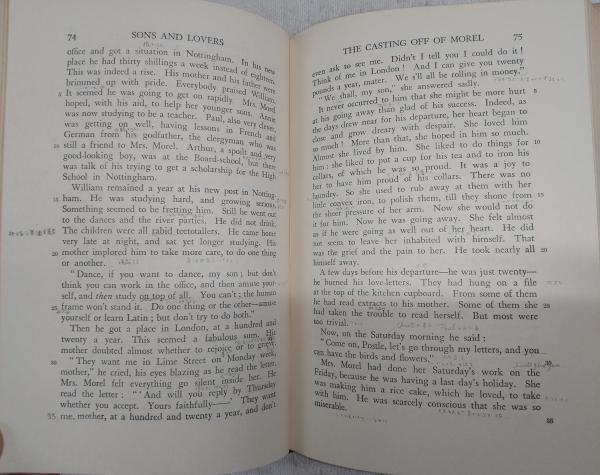 74 SONS AND LOVERS
office and got a situation in Nottingham. In his new
place he had thirty shillings a week instead of eighteen.
This was indeed a rise. His mother and his father were
brimmed up with pride. Everybody praised William.
5 It seemed he was going to get on rapidly. Mrs. Morel
hoped, with his aid, to help her younger sons. Annie
was now studying to be a teacher. Paul, also very clever,
was getting on well, having lessons in French and
German from his godfather, the clergyman who was
10 still a friend to Mrs. Morel. Arthur, a spoilt and very
good-looking boy, was at the Board-school, but there
was talk of his trying to get a scholarship for the High
School in Nottingham.
William remained a year at his new post in Notting-
15 ham. He was studying hard, and growing serious.
Something seemed to be fretting him. Still he went out
to the dances and the river parties. He did not drink.
The children were all rabid teetotallers. He came home
very late at night, and sat yet longer studying. His
20 mother implored him to take more care, to do one thing
or another.
"Dance, if you want to dance, my son; but don't
think you can work in the office, and then amuse your-
self, and then study on top of all. You can't; the human
25 frame won't stand it. Do one thing or the other—amuse
yourself or learn Latin; but don't try to do both."
Then he got a place in London, at a hundred and
twenty a year. This seemed a fabulous sum. His
mother doubted almost whether to rejoice or to grieve.
30 "They want me in Lime Street on Monday week,
mother," he cried, his eyes blazing as he read the letter.
Mrs. Morel felt everything go silent inside her. He
read the letter: "'And will you reply by Thursday
whether you accept. Yours faithfully——' They want
35 me, mother, at a hundred and twenty a year, and don't
THE CASTING OFF OF MOREL 75
even ask to see me. Didn't I tell you I could do it!
Think of me in London! And I can give you twenty
pounds a year, mater. We s'll all be rolling in money."
"We shall, my son," she answered sadly.
It never occurred to him that she might be more hurt 5
at his going away than glad of his success. Indeed, as
the days drew near for his departure, her heart began to
close and grow dreary with despair. She loved him
so much! More than that, she hoped in him so much.
Almost she lived by him. She liked to do things for 10
him: she liked to put a cup for his tea and to iron his
collars, of which he was so proud. It was a joy to
her to have him proud of his collars. There was no
laundry. So she used to rub away at them with her
little convex iron, to polish them, till they shone from 15
the sheer pressure of her arm. Now she would not do
it for him. Now he was going away. She felt almost
as if he were going as well out of her heart. He did
not seem to leave her inhabited with himself. That
was the grief and the pain to her. He took nearly all 20
himself away.
A few days before his departure—he was just twenty—
he burned his love-letters. They had hung on a file
at the top of the kitchen cupboard. From some of them
he had read extracts to his mother. Some of them she 25
had taken the trouble to read herself. But most were
too trivial.
Now, on the Saturday morning he said:
"Come on, Postle, let's go through my letters, and you
can have the birds and flowers." 30
Mrs. Morel had done her Saturday's work on the
Friday, because he was having a last day's holiday. She
was making him a rice cake, which he loved, to take
with him. He was scarcely conscious that she was so
miserable. 35